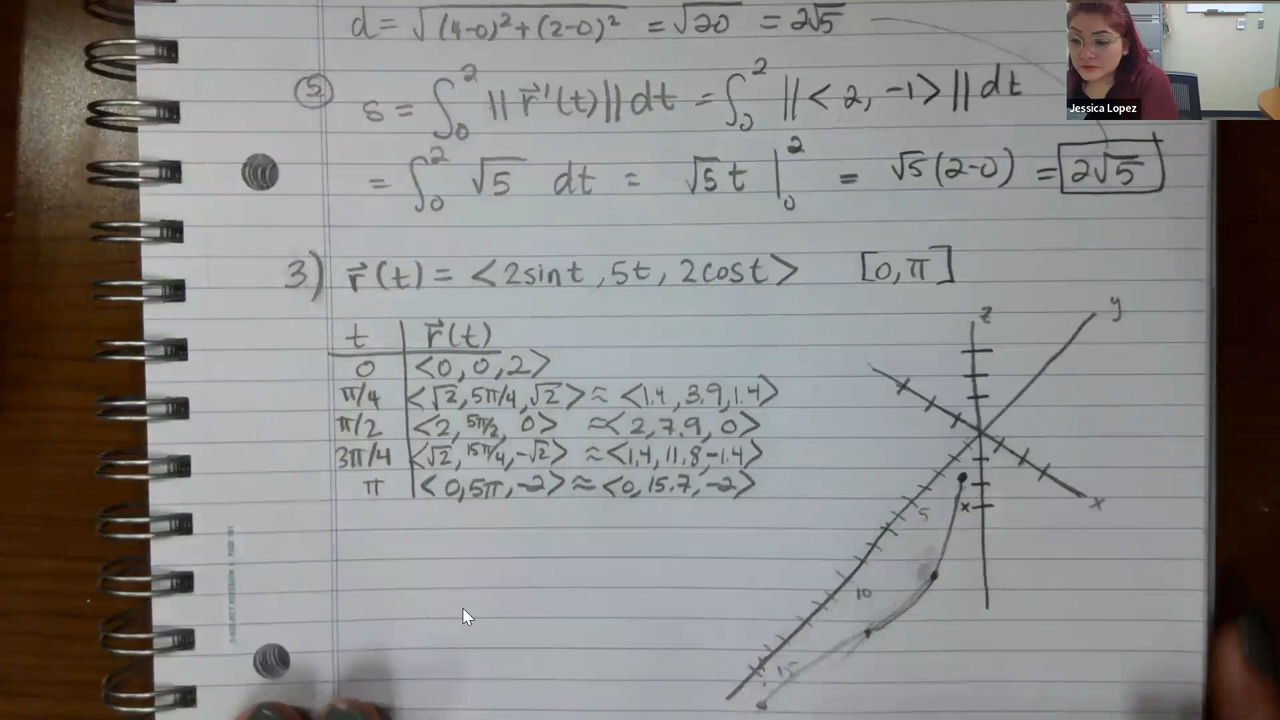 d = √(4-0)²+(2-0)² = √20 = 2√5
Jessica Lopez
⑤ s = ∫₀² ||r⃗'(t)|| dt = ∫₀² ||<2, -1>|| dt
= ∫₀² √5 dt = √5 t |₀² = √5 (2-0) = 2√5
3) r⃗(t) = <2sint, 5t, 2cost> [0, π]
t r⃗(t)
0 <0, 0, 2>
π/4 <√2, 5π/4, √2> ≈ <1.4, 3.9, 1.4>
π/2 <2, 5π/2, 0> ≈ <2, 7.9, 0>
3π/4 <√2, 15π/4, -√2> ≈ <1.4, 11.8, -1.4>
π <0, 5π, -2> ≈ <0, 15.7, -2>
z
y
x
5
x
10
15